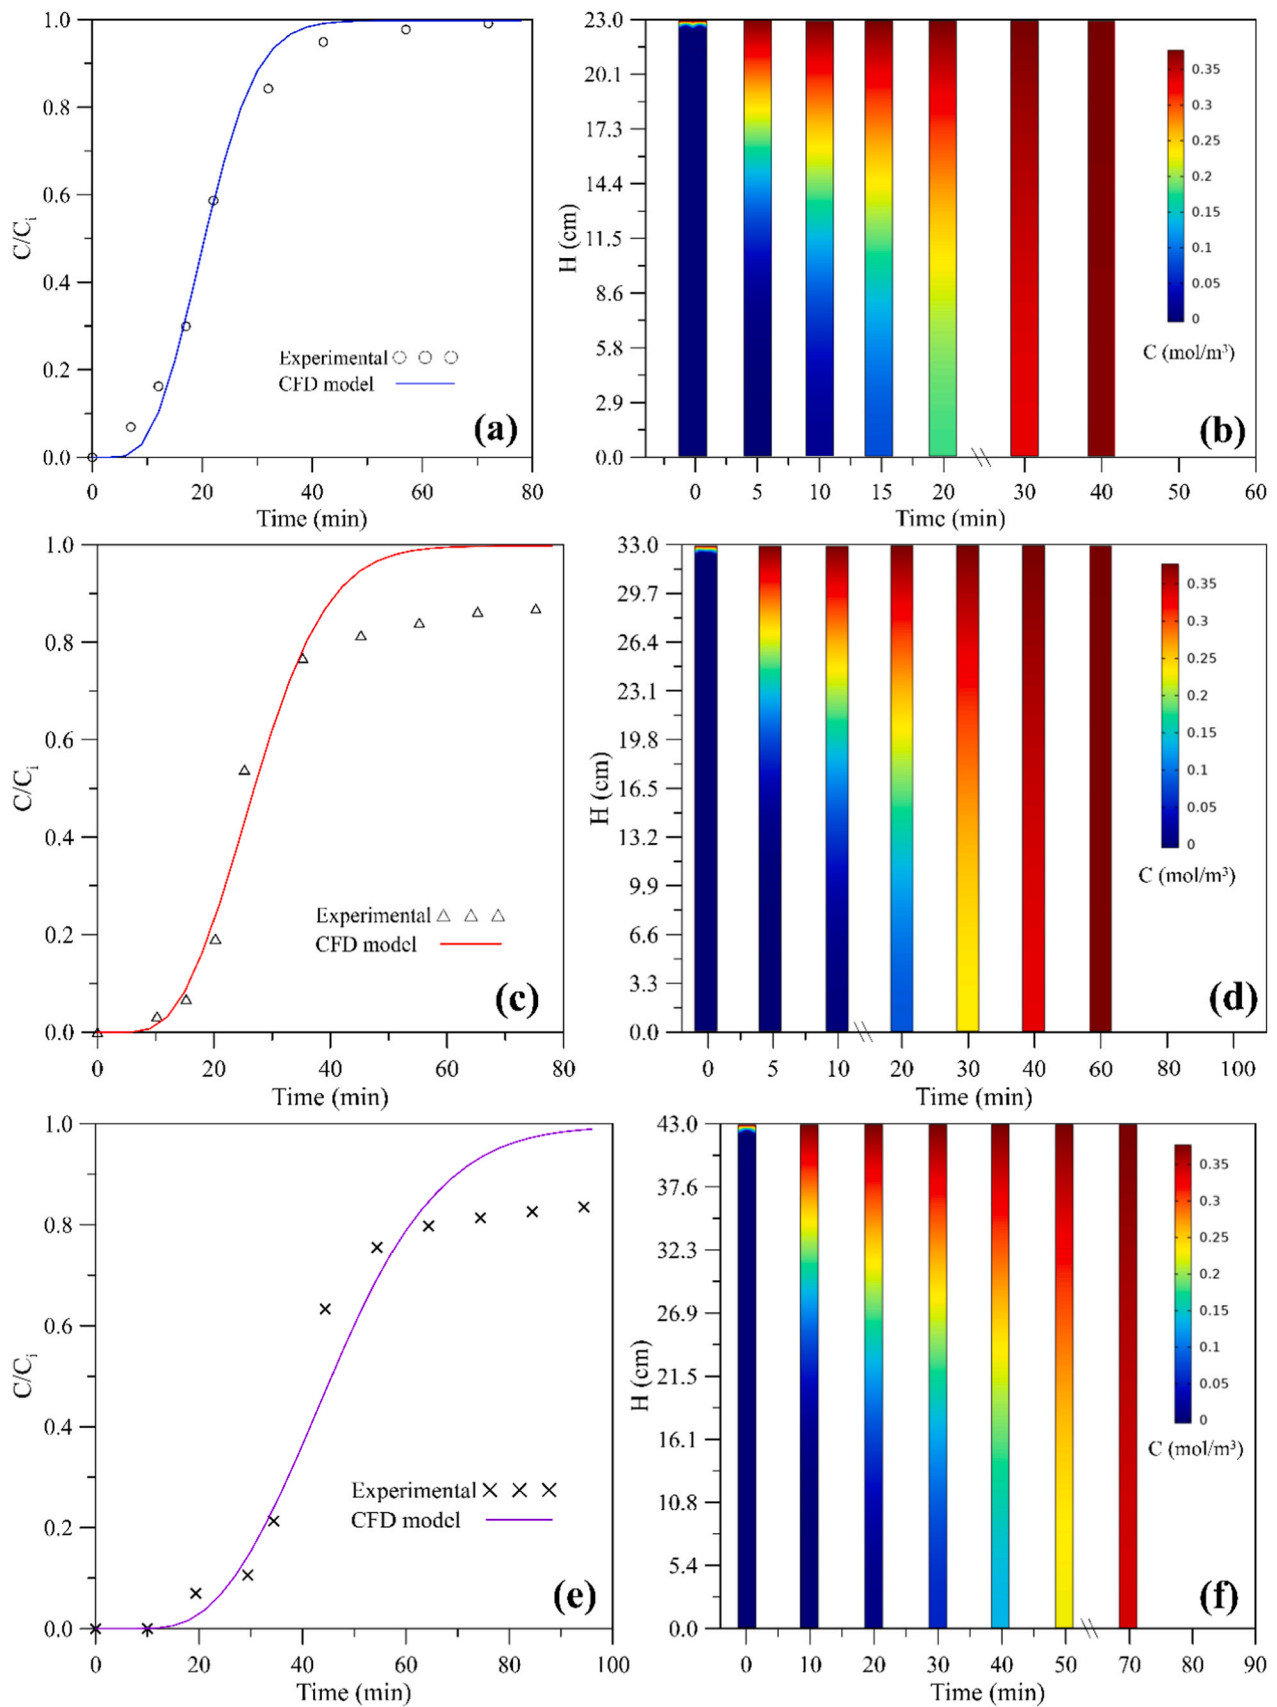 1.0
0.8
0.6
0.4
0.2
0.0
C/Ci
0 20 40 60 80
Time (min)
Experimental
CFD model
(a)
23.0
20.1
17.3
14.4
11.5
8.6
5.8
2.9
0.0
H (cm)
0 5 10 15 20 30 40 50 60
Time (min)
0.35
0.3
0.25
0.2
0.15
0.1
0.05
0
C (mol/m³)
(b)
1.0
0.8
0.6
0.4
0.2
0.0
C/Ci
0 20 40 60 80
Time (min)
Experimental
CFD model
(c)
33.0
29.7
26.4
23.1
19.8
16.5
13.2
9.9
6.6
3.3
0.0
H (cm)
0 5 10 20 30 40 60 80 100
Time (min)
0.35
0.3
0.25
0.2
0.15
0.1
0.05
0
C (mol/m³)
(d)
1.0
0.8
0.6
0.4
0.2
0.0
C/Ci
0 20 40 60 80 100
Time (min)
Experimental
CFD model
(e)
43.0
37.6
32.3
26.9
21.5
16.1
10.8
5.4
0.0
H (cm)
0 10 20 30 40 50 70 90
Time (min)
0.35
0.3
0.25
0.2
0.15
0.1
0.05
0
C (mol/m³)
(f)